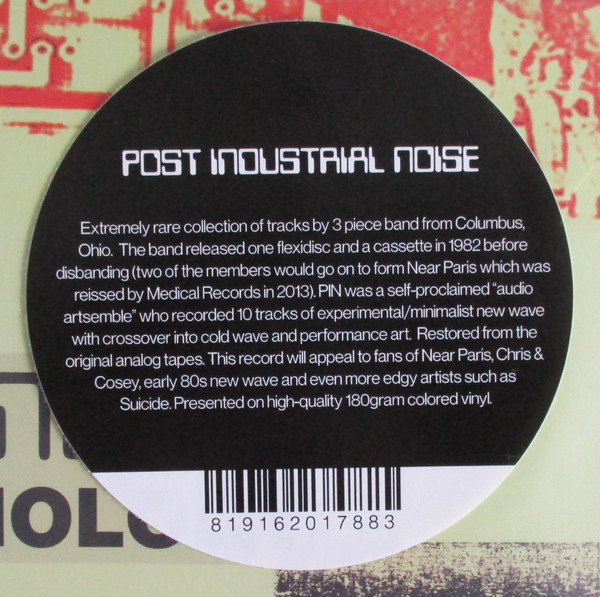 POST INDUSTRIAL NOISE
Extremely rare collection of tracks by 3 piece band from Columbus,
Ohio. The band released one flexidisc and a cassette in 1982 before
disbanding (two of the members would go on to form Near Paris which was
reissed by Medical Records in 2013). PIN was a self-proclaimed “audio
artsemble” who recorded 10 tracks of experimental/minimalist new wave
with crossover into cold wave and performance art. Restored from the
original analog tapes. This record will appeal to fans of Near Paris, Chris &
Cosey, early 80s new wave and even more edgy artists such as
Suicide. Presented on high-quality 180gram colored vinyl.
819162017883